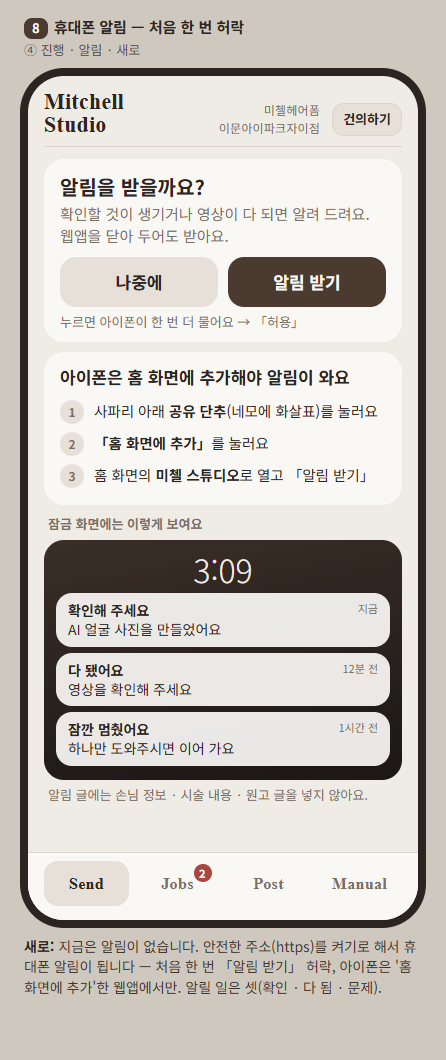 8 휴대폰 알림 — 처음 한 번 허락
④ 진행 · 알림 · 새로
Mitchell
Studio
미첼헤어폼
이문아이파크자이점
건의하기
알림을 받을까요?
확인할 것이 생기거나 영상이 다 되면 알려 드려요.
웹앱을 닫아 두어도 받아요.
나중에
알림 받기
누르면 아이폰이 한 번 더 물어요 → 「허용」
아이폰은 홈 화면에 추가해야 알림이 와요
1 사파리 아래 공유 단추(네모에 화살표)를 눌러요
2 「홈 화면에 추가」를 눌러요
3 홈 화면의 미첼 스튜디오로 열고 「알림 받기」
잠금 화면에는 이렇게 보여요
3:09
확인해 주세요 지금
AI 얼굴 사진을 만들었어요
다 됐어요 12분 전
영상을 확인해 주세요
잠깐 멈췄어요 1시간 전
하나만 도와주시면 이어 가요
알림 글에는 손님 정보 · 시술 내용 · 원고 글을 넣지 않아요.
Send
Jobs 2
Post
Manual
새로: 지금은 알림이 없습니다. 안전한 주소(https)를 켜기로 해서 휴
대폰 알림이 됩니다 — 처음 한 번 「알림 받기」 허락, 아이폰은 '홈
화면에 추가'한 웹앱에서만. 알릴 일은 셋(확인 · 다 됨 · 문제).